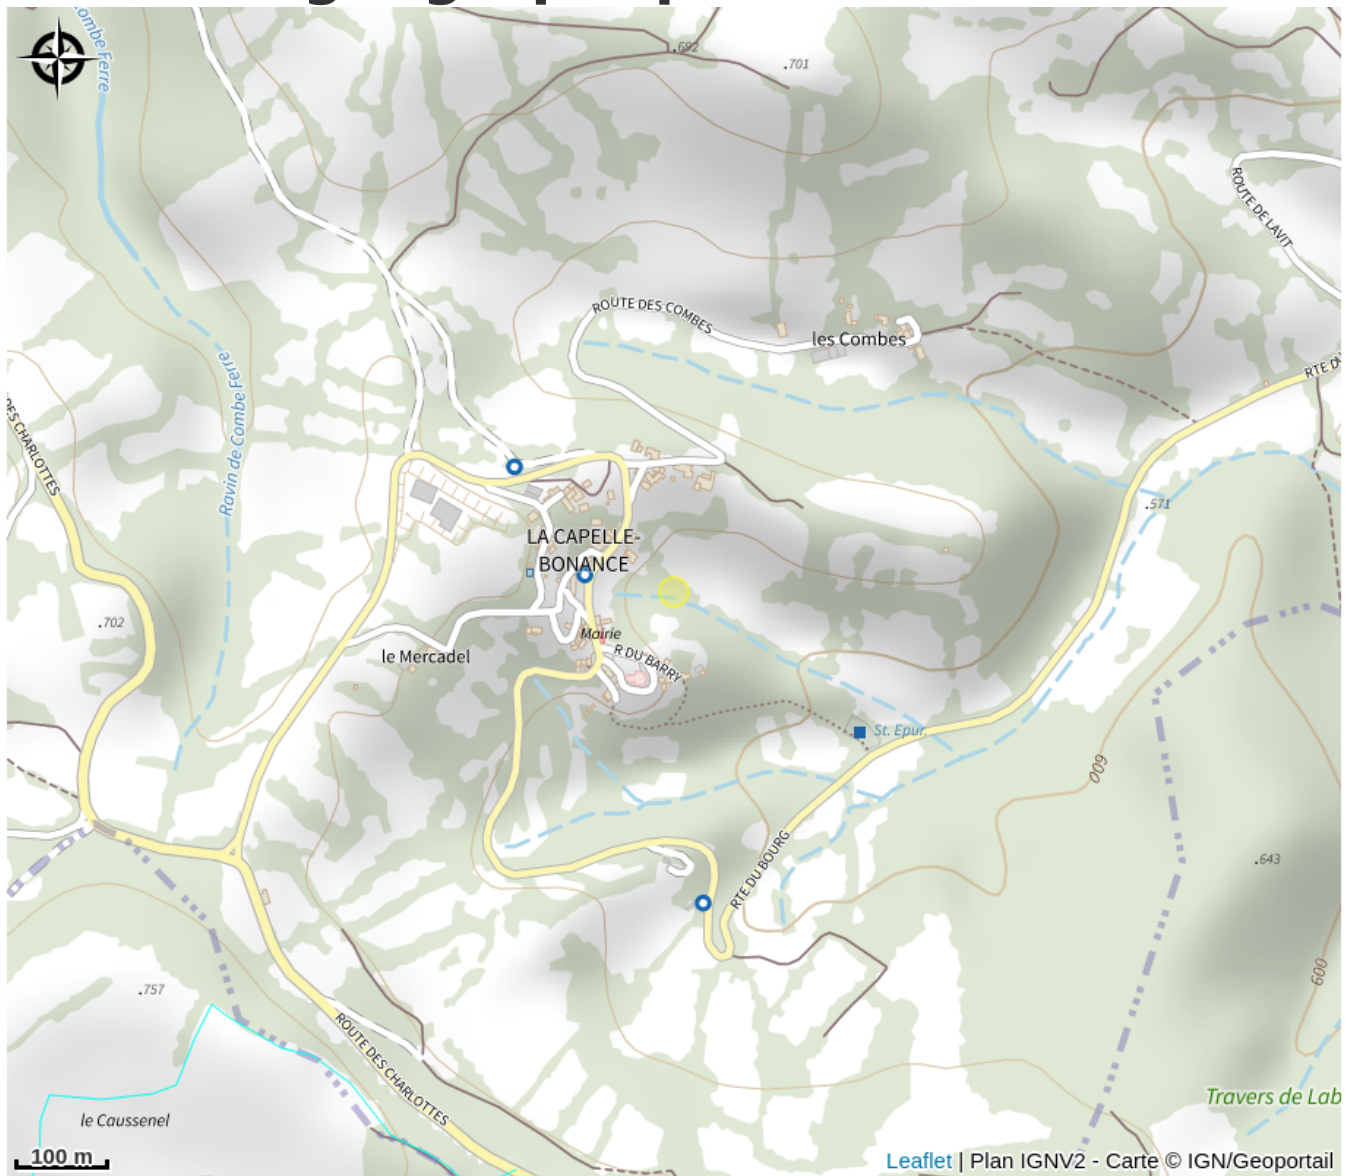 Combe Ferre
.692
.701
ROUTE DE LAVIT
ROUTE DES COMBES
les Combes
RTE DU
DES CHARLOTTES
Ravin de Combe Ferre
.571
LA CAPELLE-
BONANCE
.702
Mairie
le Mercadel
R DU BARRY
St. Epur.
600
RTE DU BOURG
.643
600
.757
ROUTE DES CHARLOTTES
Travers de Lab
le Caussenel
100 m
Leaflet | Plan IGNV2 - Carte © IGN/Geoportail